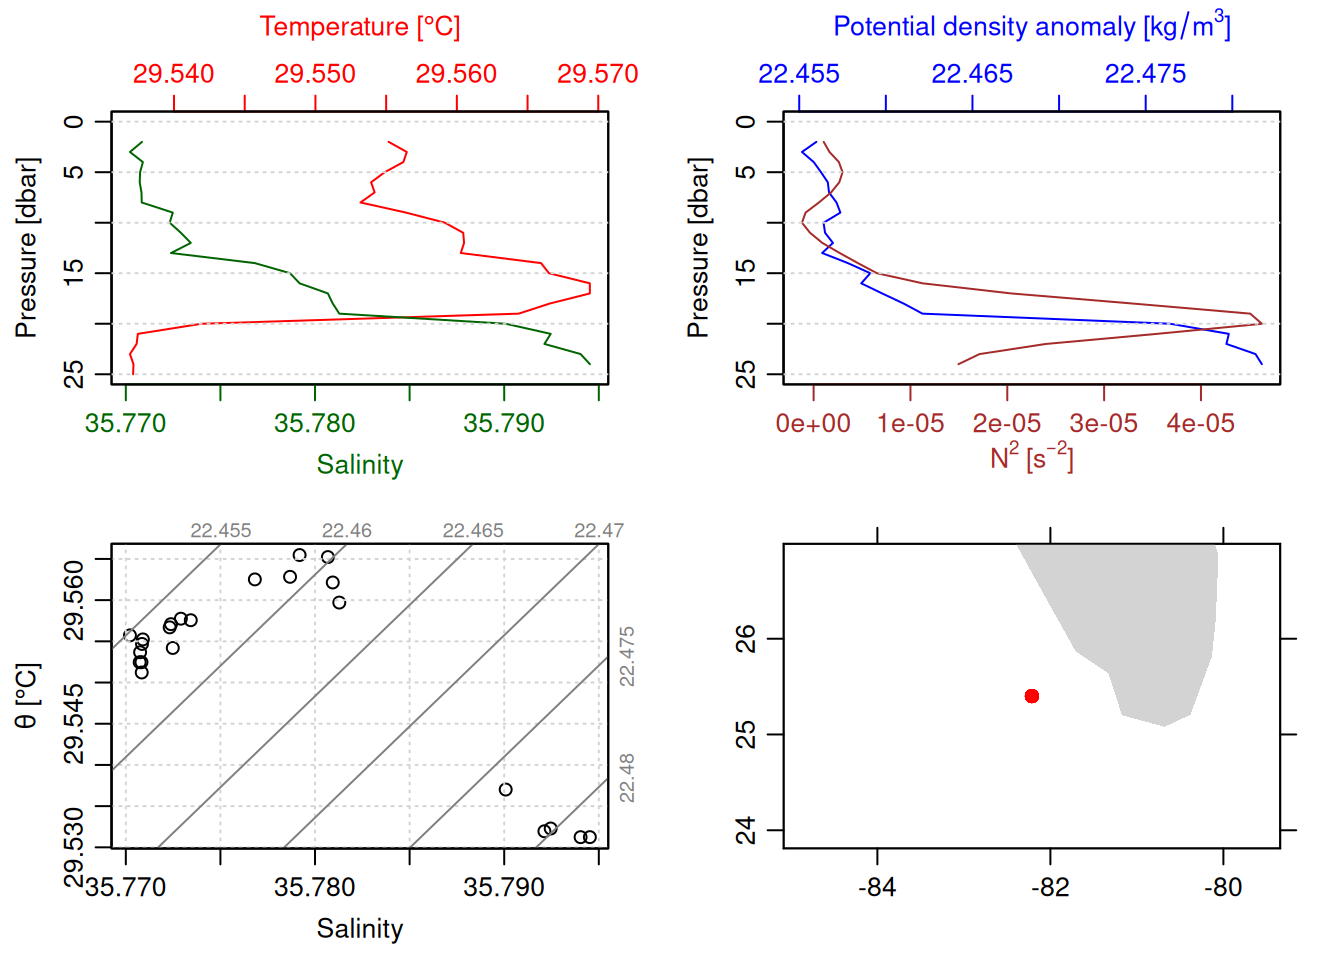 Temperature [°C]
29.540 29.550 29.560 29.570
0
5
15
25
Pressure [dbar]
35.770 35.780 35.790
Salinity
Potential density anomaly [kg/m³]
22.455 22.465 22.475
0
5
15
25
Pressure [dbar]
0e+00 1e-05 2e-05 3e-05 4e-05
N² [s⁻²]
22.455 22.46 22.465 22.47
22.475
22.48
29.560
29.545
29.530
θ [°C]
35.770 35.780 35.790
Salinity
26
25
24
-84 -82 -80